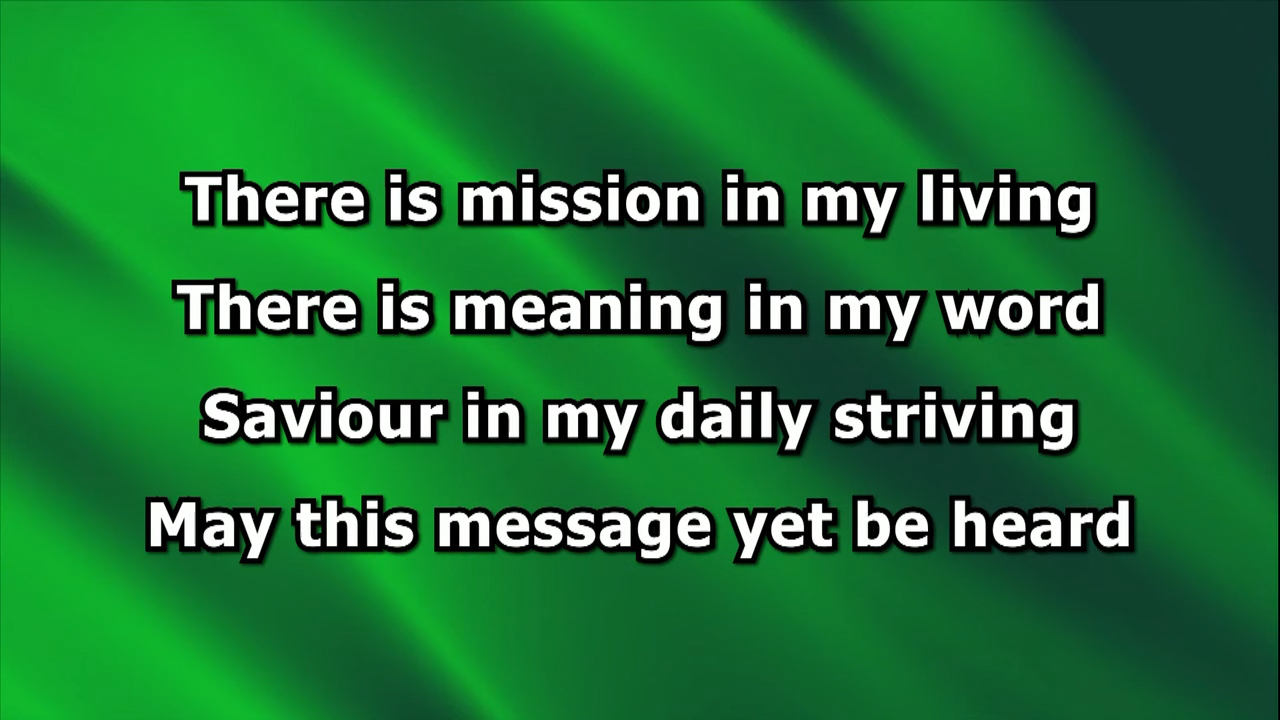 There is mission in my living
There is meaning in my word
Saviour in my daily striving
May this message yet be heard